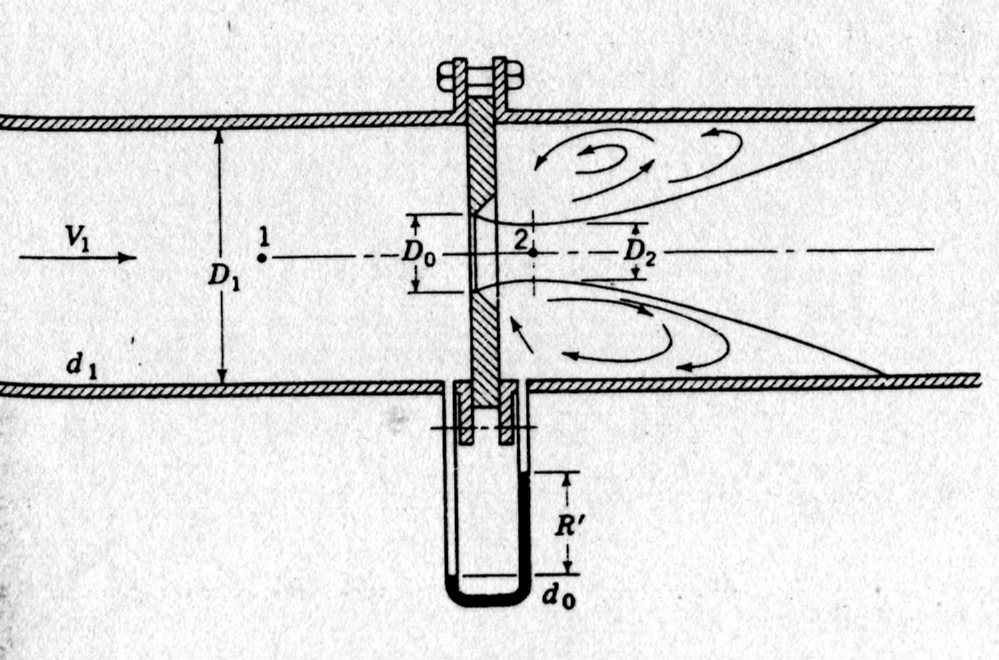 V₁
1
D₁
D₀
2
D₂
d₁
R′
d₀